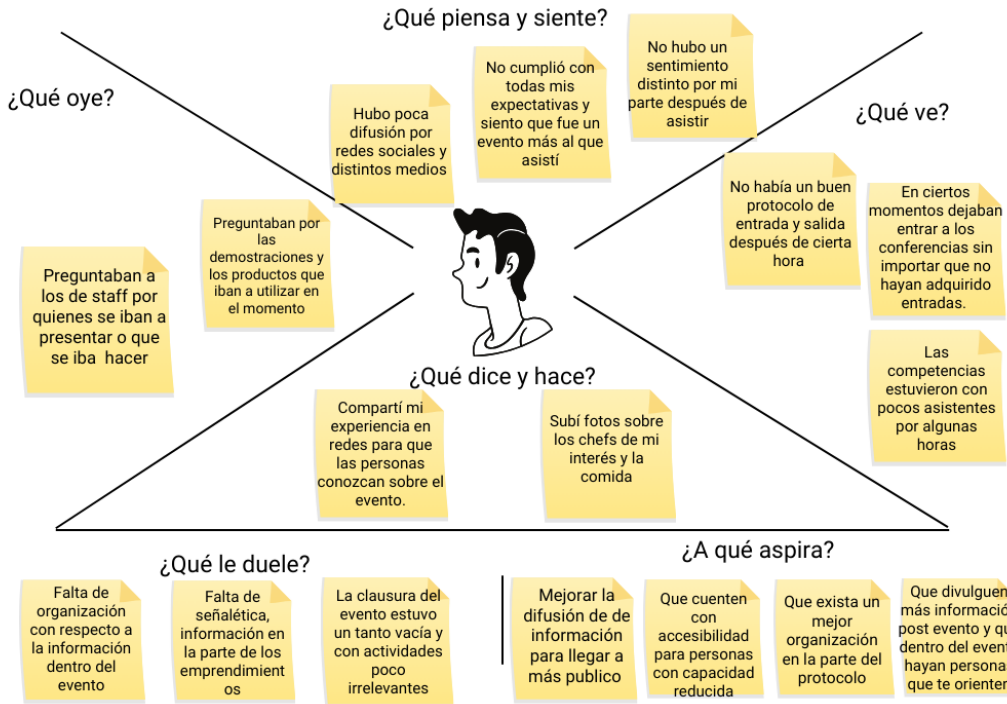 ¿Qué piensa y siente?
Hubo poca
difusión por
redes sociales y
distintos medios
No cumplió con
todas mis
expectativas y
siento que fue un
evento más al que
asistí
No hubo un
sentimiento
distinto por mi
parte después de
asistir
¿Qué oye?
Preguntaban a
los de staff por
quienes se iban a
presentar o que
se iba hacer
Preguntaban por
las
demostraciones y
los productos que
iban a utilizar en
el momento
¿Qué ve?
No había un buen
protocolo de
entrada y salida
después de cierta
hora
En ciertos
momentos dejaban
entrar a los
conferencias sin
importar que no
hayan adquirido
entradas.
Las
competencias
estuvieron con
pocos asistentes
por algunas
horas
¿Qué dice y hace?
Compartí mi
experiencia en
redes para que
las personas
conozcan sobre el
evento.
Subí fotos sobre
los chefs de mi
interés y la
comida
¿Qué le duele?
Falta de
organización
con respecto a
la información
dentro del
evento
Falta de
señalética,
información en
la parte de los
emprendimient
os
La clausura del
evento estuvo
un tanto vacía y
con actividades
poco
irrelevantes
¿A qué aspira?
Mejorar la
difusión de de
información
para llegar a
más publico
Que cuenten
con
accesibilidad
para personas
con capacidad
reducida
Que exista un
mejor
organización
en la parte del
protocolo
Que divulguen
más informació
post evento y qu
dentro del event
hayan persona
que te oriente